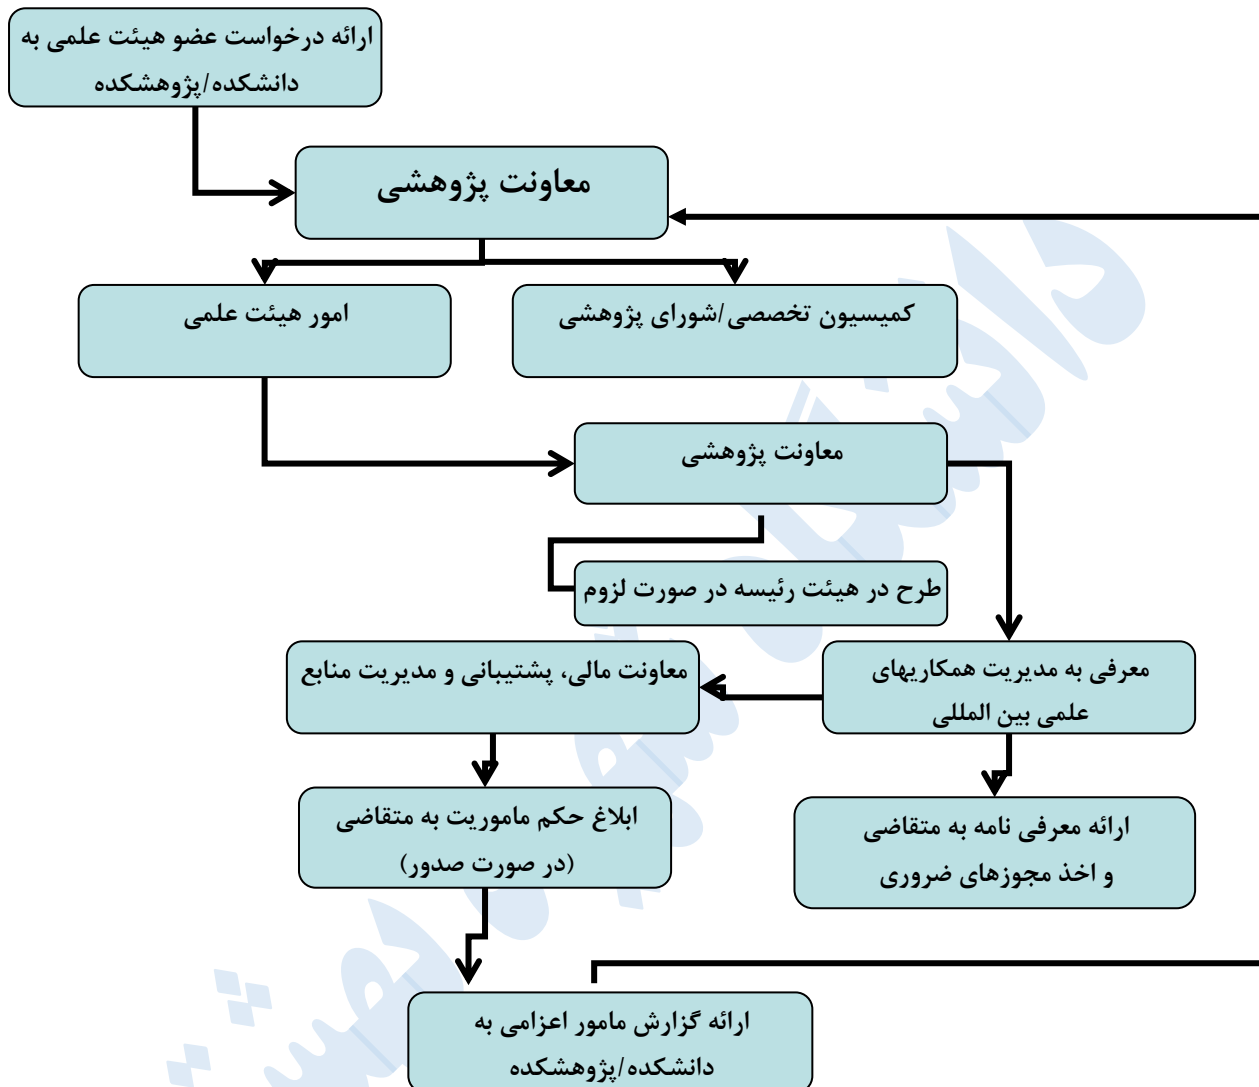 ارائه درخواست عضو هیئت علمی به
دانشکده/پژوهشکده
معاونت پژوهشی
کمیسیون تخصصی/شورای پژوهشی
امور هیئت علمی
معاونت پژوهشی
طرح در هیئت رئیسه در صورت لزوم
معرفی به مدیریت همکاریهای
علمی بین المللی
معاونت مالی، پشتیبانی و مدیریت منابع
ارائه معرفی نامه به متقاضی
و اخذ مجوزهای ضروری
ابلاغ حکم ماموریت به متقاضی
(در صورت صدور)
ارائه گزارش مامور اعزامی به
دانشکده/پژوهشکده